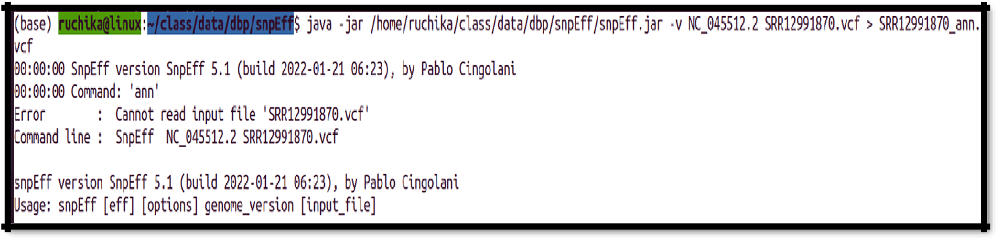 (base) ruchika@linux:~/class/data/dbp/snpEff$ java -jar /home/ruchika/class/data/dbp/snpEff/snpEff.jar -v NC_045512.2 SRR12991870.vcf > SRR12991870_ann.
vcf
00:00:00 SnpEff version SnpEff 5.1 (build 2022-01-21 06:23), by Pablo Cingolani
00:00:00 Command: 'ann'
Error        :  Cannot read input file 'SRR12991870.vcf'
Command line :  SnpEff  NC_045512.2 SRR12991870.vcf
snpEff version SnpEff 5.1 (build 2022-01-21 06:23), by Pablo Cingolani
Usage: snpEff [eff] [options] genome_version [input_file]